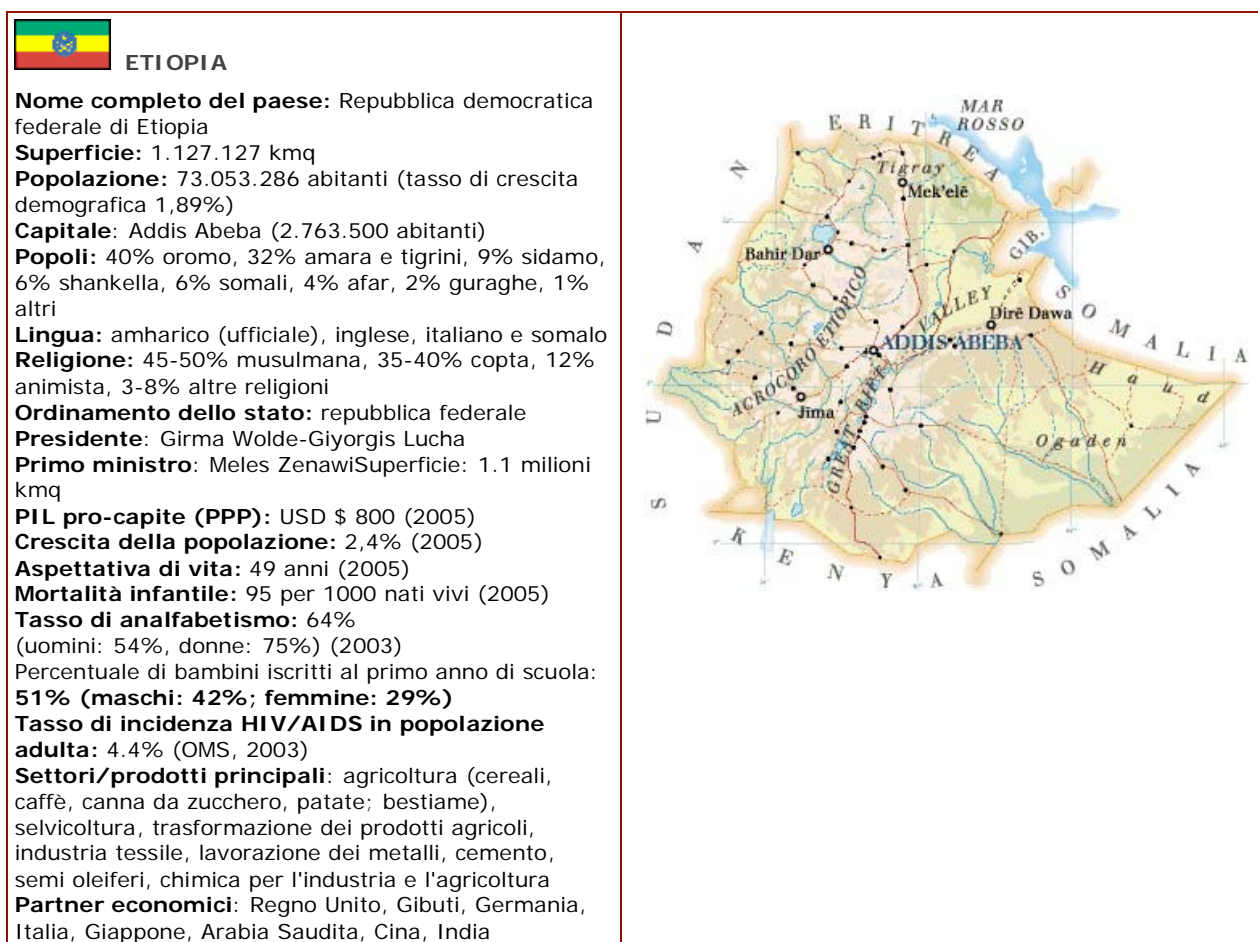 ETIOPIA
Nome completo del paese: Repubblica democratica
federale di Etiopia
Superficie: 1.127.127 kmq
Popolazione: 73.053.286 abitanti (tasso di crescita
demografica 1,89%)
Capitale: Addis Abeba (2.763.500 abitanti)
Popoli: 40% oromo, 32% amara e tigrini, 9% sidamo,
6% shankella, 6% somali, 4% afar, 2% guraghe, 1%
altri
Lingua: amharico (ufficiale), inglese, italiano e somalo
Religione: 45-50% musulmana, 35-40% copta, 12%
animista, 3-8% altre religioni
Ordinamento dello stato: repubblica federale
Presidente: Girma Wolde-Giyorgis Lucha
Primo ministro: Meles ZenawiSuperficie: 1.1 milioni
kmq
PIL pro-capite (PPP): USD $ 800 (2005)
Crescita della popolazione: 2,4% (2005)
Aspettativa di vita: 49 anni (2005)
Mortalità infantile: 95 per 1000 nati vivi (2005)
Tasso di analfabetismo: 64%
(uomini: 54%, donne: 75%) (2003)
Percentuale di bambini iscritti al primo anno di scuola:
51% (maschi: 42%; femmine: 29%)
Tasso di incidenza HIV/AIDS in popolazione
adulta: 4.4% (OMS, 2003)
Settori/prodotti principali: agricoltura (cereali,
caffè, canna da zucchero, patate; bestiame),
selvicoltura, trasformazione dei prodotti agricoli,
industria tessile, lavorazione dei metalli, cemento,
semi oleiferi, chimica per l'industria e l'agricoltura
Partner economici: Regno Unito, Gibuti, Germania,
Italia, Giappone, Arabia Saudita, Cina, India
MAR
ROSSO
ERITREA
Tigray
Mek'elē
SUDAN
Bahir Dar
GIB.
SOMALIA
ACROCORO ETIOPICO
VALLEY
Dirē Dawa
ADDIS ABEBA
Haud
Jīma
GREAT RIFT
Ogaden
KENYA
SOMALIA